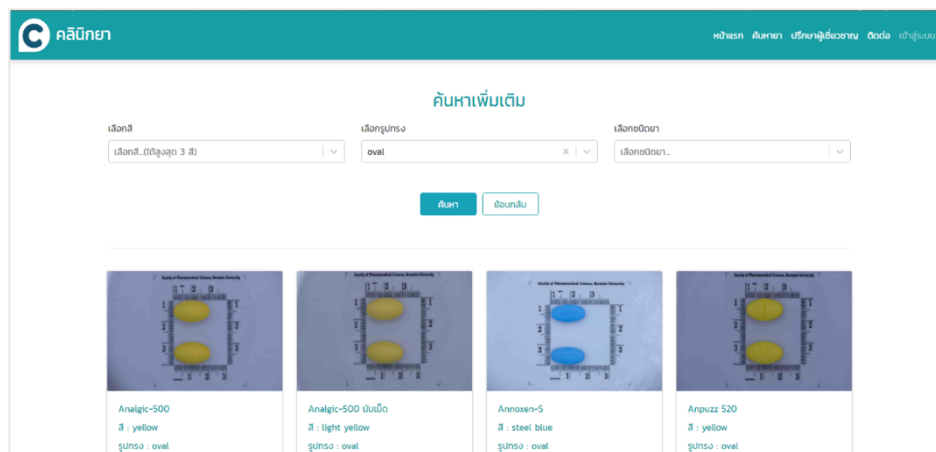 C คลินิกยา
หน้าแรก ค้นหายา ปรึกษาผู้เชี่ยวชาญ ติดต่อ เข้าสู่ระบบ
ค้นหาเพิ่มเติม
เลือกสี เลือกรูปทรง เลือกชนิดยา
เลือกสี...(ได้สูงสุด 3 สี) oval เลือกชนิดยา...
ค้นหา ย้อนกลับ
Analgic-500 Analgic-500 นับเม็ด Annoxen-S Anpuzz 520
สี : yellow สี : light yellow สี : steel blue สี : yellow
รูปทรง : oval รูปทรง : oval รูปทรง : oval รูปทรง : oval